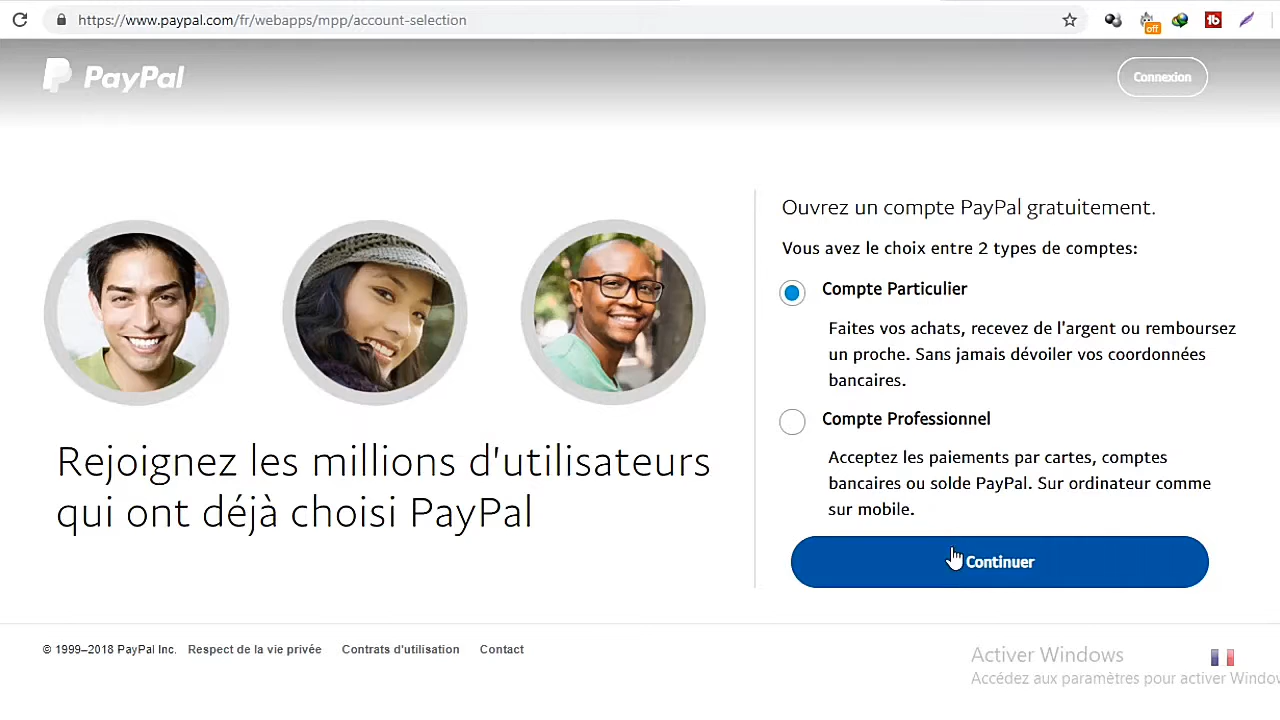 https://www.paypal.com/fr/webapps/mpp/account-selection
off
PayPal
Connexion
Ouvrez un compte PayPal gratuitement.
Vous avez le choix entre 2 types de comptes:
Compte Particulier
Faites vos achats, recevez de l'argent ou remboursez
un proche. Sans jamais dévoiler vos coordonnées
bancaires.
Compte Professionnel
Acceptez les paiements par cartes, comptes
bancaires ou solde PayPal. Sur ordinateur comme
sur mobile.
Continuer
Rejoignez les millions d'utilisateurs
qui ont déjà choisi PayPal
© 1999–2018 PayPal Inc. Respect de la vie privée Contrats d'utilisation Contact
Activer Windows
Accédez aux paramètres pour activer Windo